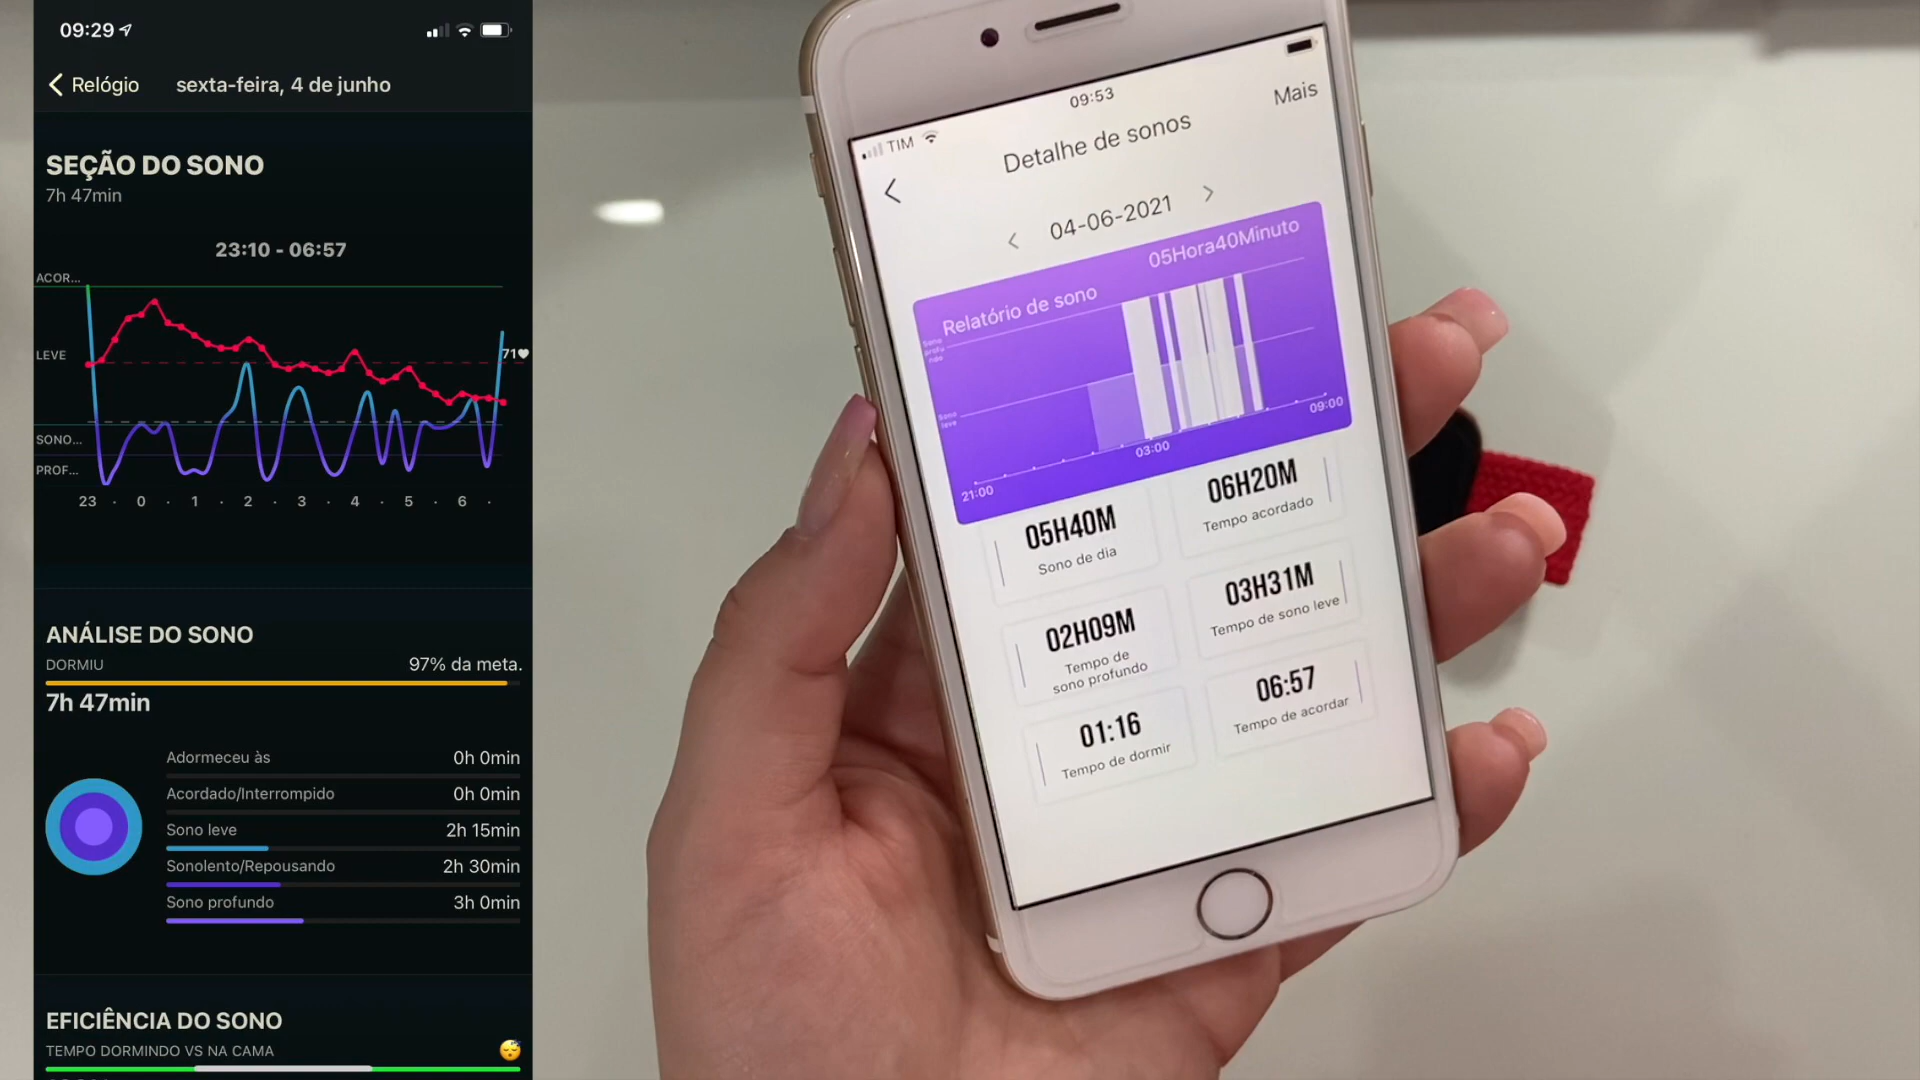 09:29
Relógio
sexta-feira, 4 de junho
SEÇÃO DO SONO
7h 47min
23:10 - 06:57
ACOR...
LEVE
71
SONO...
PROF...
23 · 0 · 1 · 2 · 3 · 4 · 5 · 6 ·
ANÁLISE DO SONO
DORMIU
97% da meta.
7h 47min
Adormeceu às 0h 0min
Acordado/Interrompido 0h 0min
Sono leve 2h 15min
Sonolento/Repousando 2h 30min
Sono profundo 3h 0min
EFICIÊNCIA DO SONO
TEMPO DORMINDO VS NA CAMA
TIM
09:53
Detalhe de sonos
Mais
04-06-2021
05Hora40Minuto
Relatório de sono
Sono
profu
ndo
Sono
leve
21:00
03:00
09:00
05H40M
Sono de dia
06H20M
Tempo acordado
02H09M
Tempo de
sono profundo
03H31M
Tempo de sono leve
01:16
Tempo de dormir
06:57
Tempo de acordar